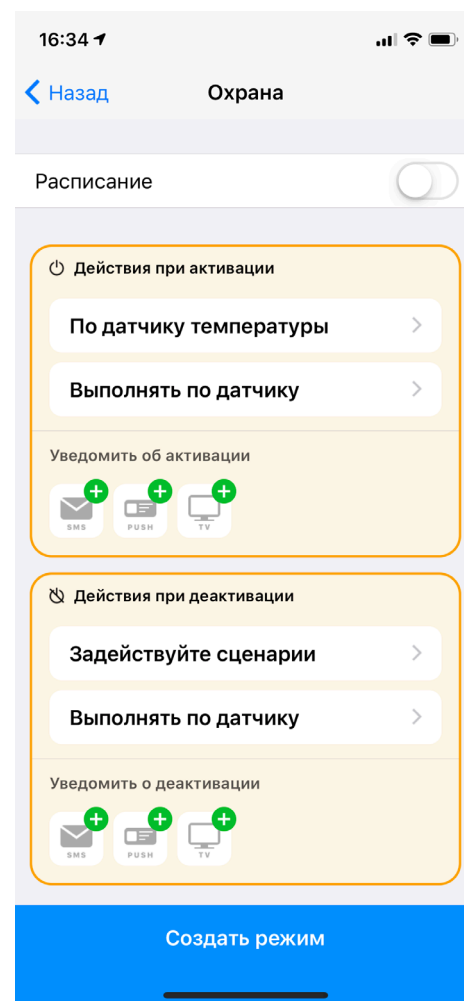 16:34
Назад
Охрана
Расписание
Действия при активации
По датчику температуры
Выполнять по датчику
Уведомить об активации
SMS PUSH TV
Действия при деактивации
Задействуйте сценарии
Выполнять по датчику
Уведомить о деактивации
SMS PUSH TV
Создать режим